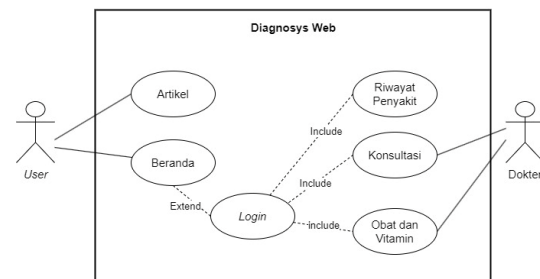 Diagnosys Web
Artikel
Riwayat
Penyakit
Include
User
Beranda
Konsultasi
Dokter
Include
Extend
Login
include
Obat dan
Vitamin